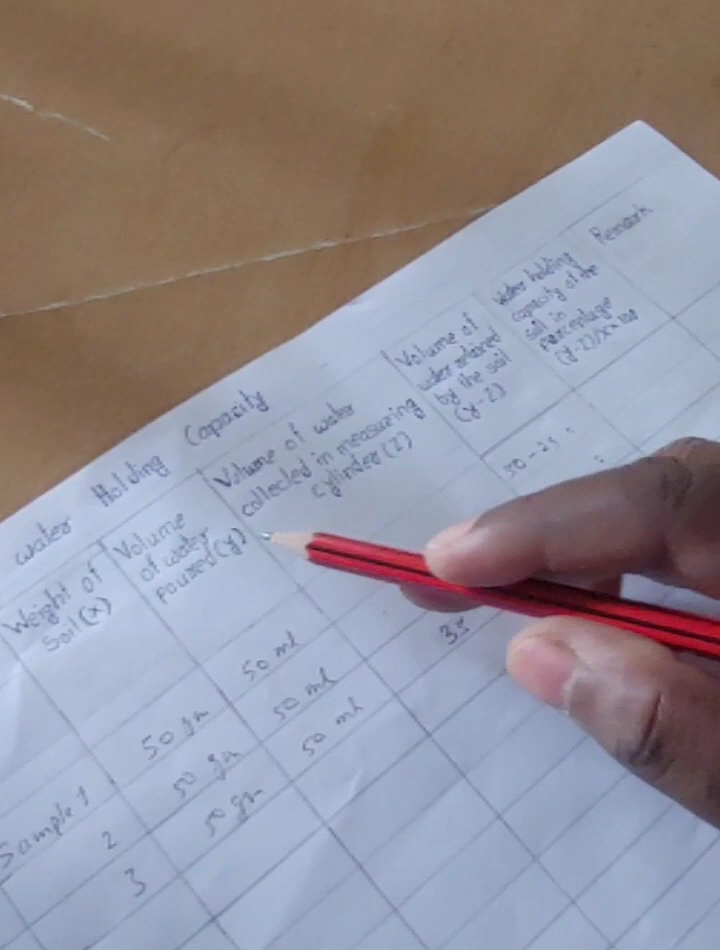 Water Holding Capacity
Weight of
Soil (x)
Volume
of water
poured (y)
Volume of water
collected in measuring
cylinder (z)
Volume of
water retained
by the soil
(y-z)
Water holding
capacity of the
soil in
percentage
(y-z)/x × 100
Remark
Sample 1 50 gm 50 ml
2 50 gm 50 ml
3 50 gm 50 ml 35